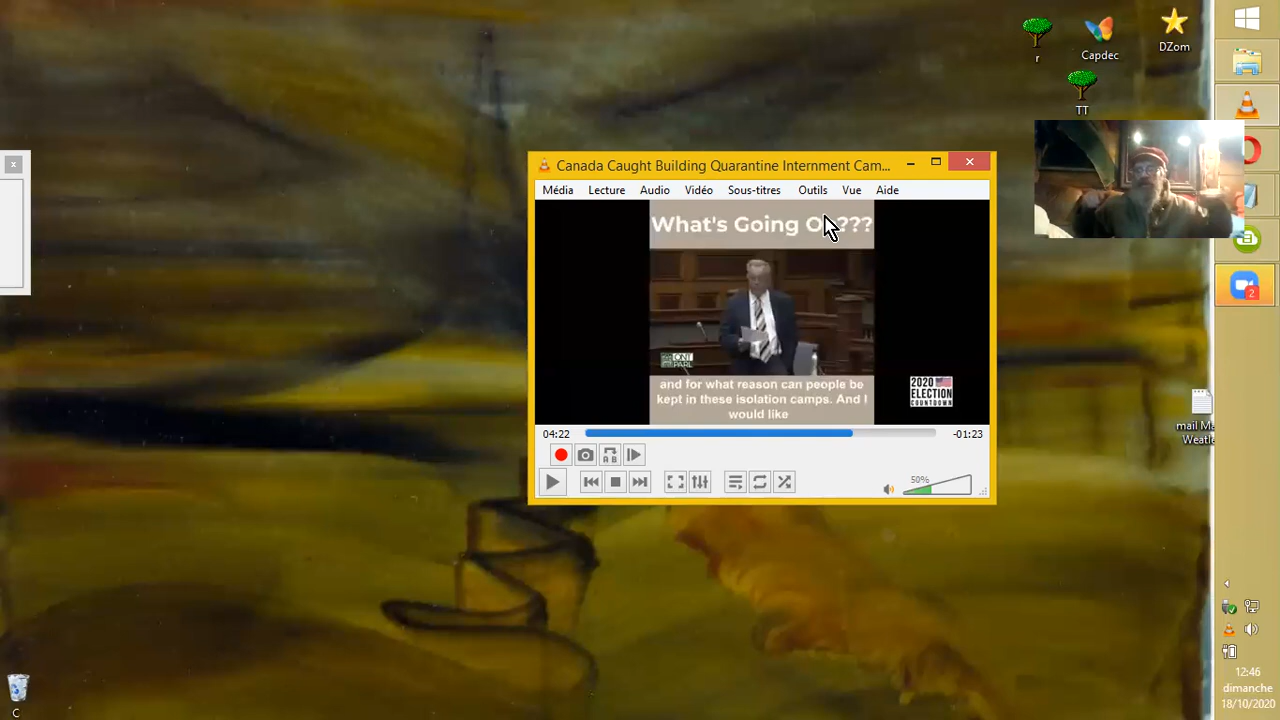 r
Capdec
DZom
TT
x
Canada Caught Building Quarantine Internment Cam...
Média Lecture Audio Vidéo Sous-titres Outils Vue Aide
What's Going O ???
ONT
PARL
and for what reason can people be
kept in these isolation camps. And I
would like
2020
ELECTION
COUNTDOWN
04:22
-01:23
50%
2
mail M
Weatl
C
12:46
dimanche
18/10/2020